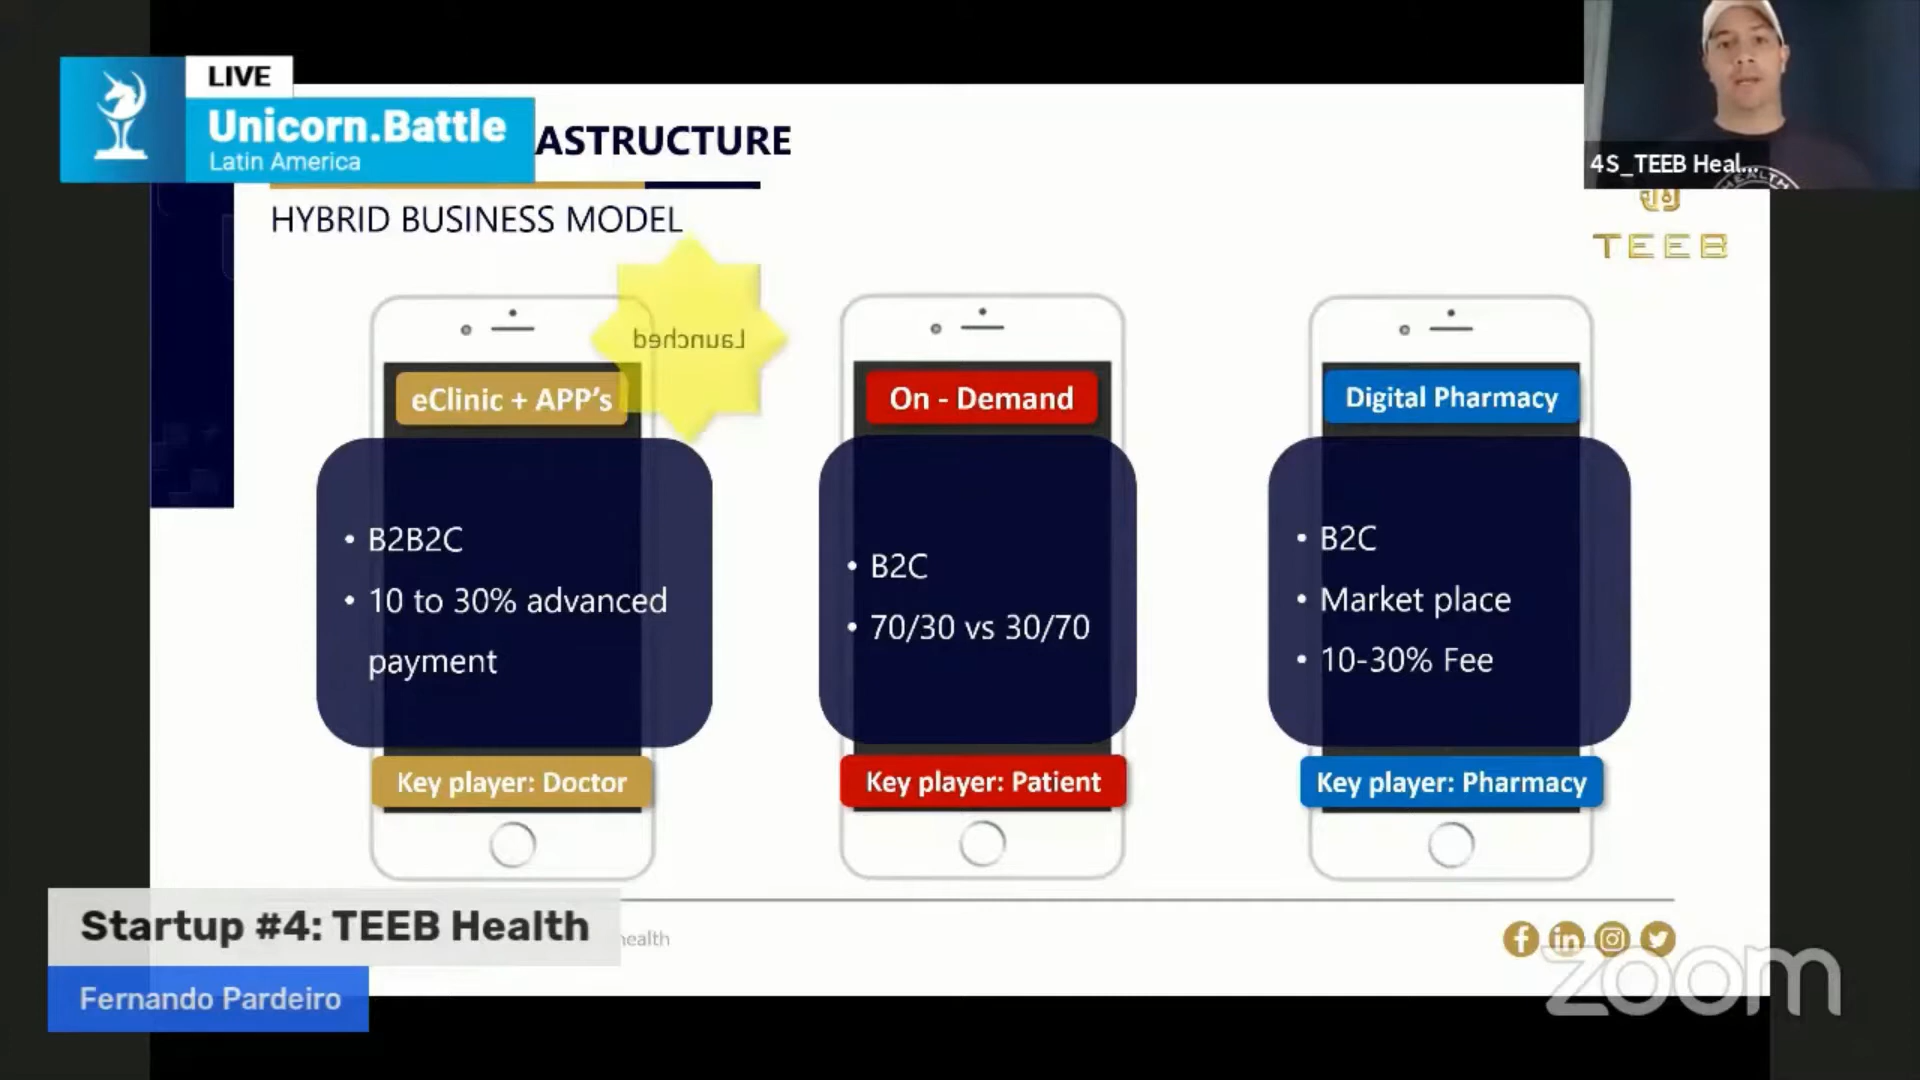 LIVE
Unicorn.Battle
Latin America
ASTRUCTURE
HYBRID BUSINESS MODEL
4S_TEEB Heal...
HEALTH
TEEB
Launched
eClinic + APP's
• B2B2C
• 10 to 30% advanced
payment
Key player: Doctor
On - Demand
• B2C
• 70/30 vs 30/70
Key player: Patient
Digital Pharmacy
• B2C
• Market place
• 10-30% Fee
Key player: Pharmacy
Startup #4: TEEB Health
health
Fernando Pardeiro
zoom